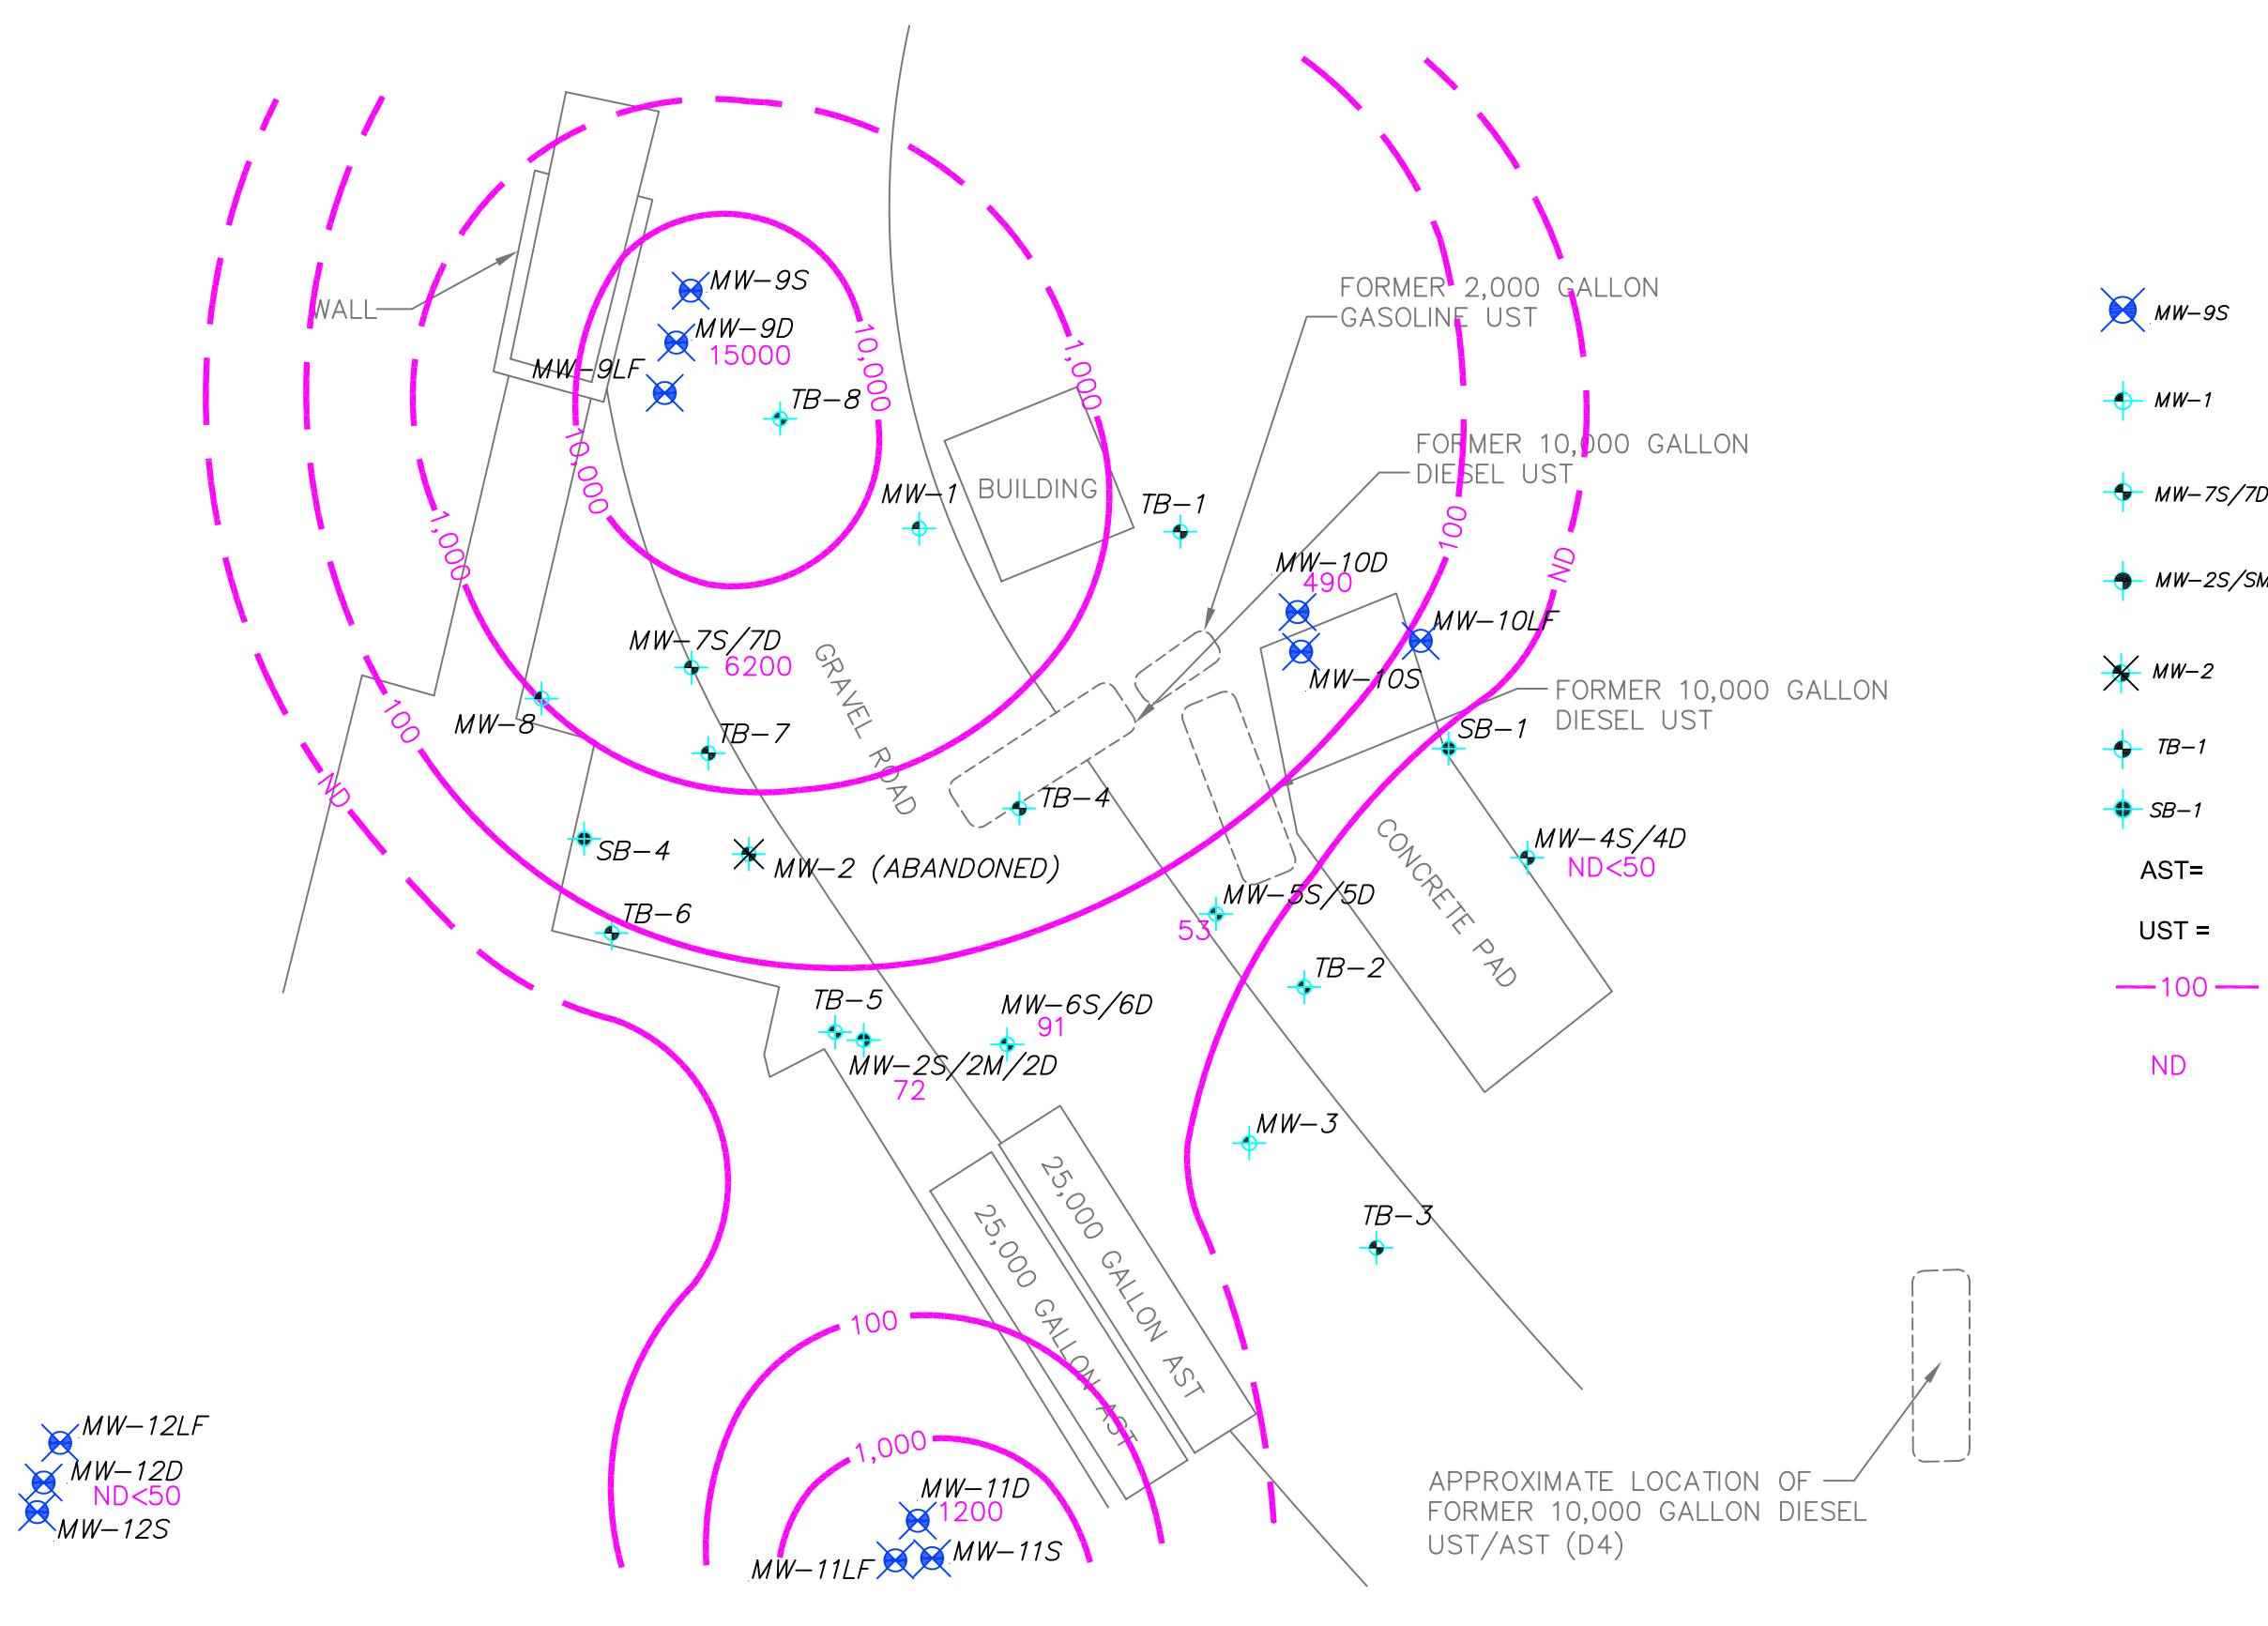 MW-9S
MW-9D
15000
MW-9LF
TB-8
WALL
10,000
10,000
1,000
1,000
FORMER 2,000 GALLON
GASOLINE UST
FORMER 10,000 GALLON
DIESEL UST
BUILDING
MW-1
TB-1
100
ND
MW-10D
490
MW-10LF
MW-10S
FORMER 10,000 GALLON
DIESEL UST
MW-7S/7D
6200
GRAVEL ROAD
MW-8
100
TB-7
SB-1
ND
TB-4
SB-4
MW-2 (ABANDONED)
MW-4S/4D
ND<50
CONCRETE PAD
MW-5S/5D
53
TB-6
TB-2
TB-5
MW-6S/6D
91
MW-2S/2M/2D
72
MW-3
TB-3
25,000 GALLON AST
25,000 GALLON AST
100
1,000
MW-11D
1200
MW-11LF
MW-11S
MW-12LF
MW-12D
ND<50
MW-12S
APPROXIMATE LOCATION OF
FORMER 10,000 GALLON DIESEL
UST/AST (D4)
MW-9S
MW-1
MW-7S/7D
MW-2S/SM
MW-2
TB-1
SB-1
AST=
UST =
100
ND